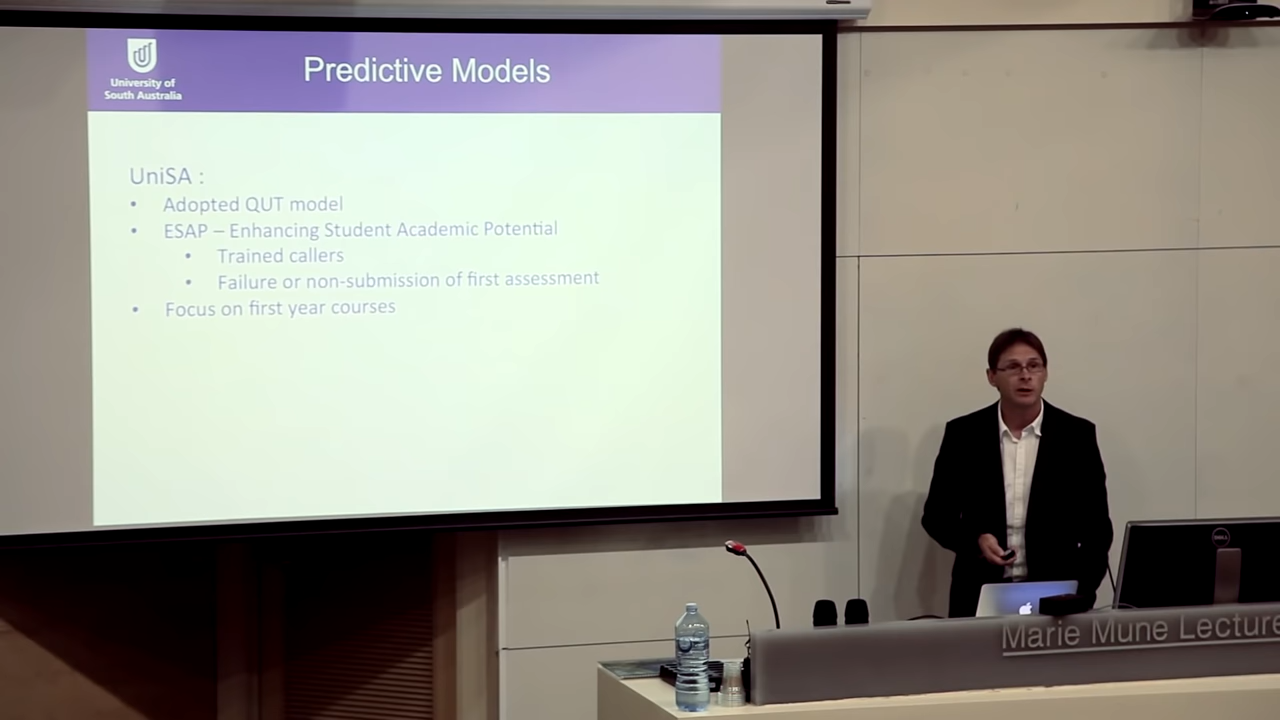 University of
South Australia
Predictive Models
UniSA :
• Adopted QUT model
• ESAP – Enhancing Student Academic Potential
• Trained callers
• Failure or non-submission of first assessment
• Focus on first year courses
DELL
Marie Mune Lecture